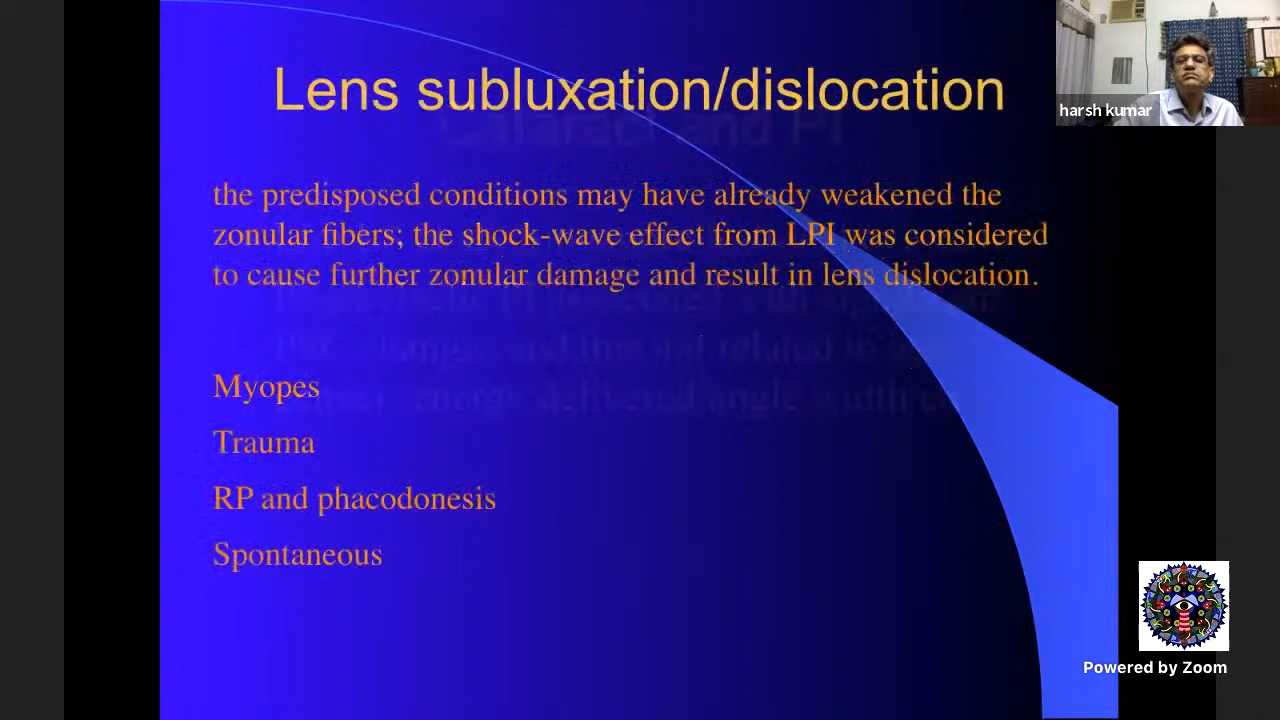 Lens subluxation/dislocation
harsh kumar
the predisposed conditions may have already weakened the
zonular fibers; the shock-wave effect from LPI was considered
to cause further zonular damage and result in lens dislocation.
Myopes
Trauma
RP and phacodonesis
Spontaneous
Powered by Zoom